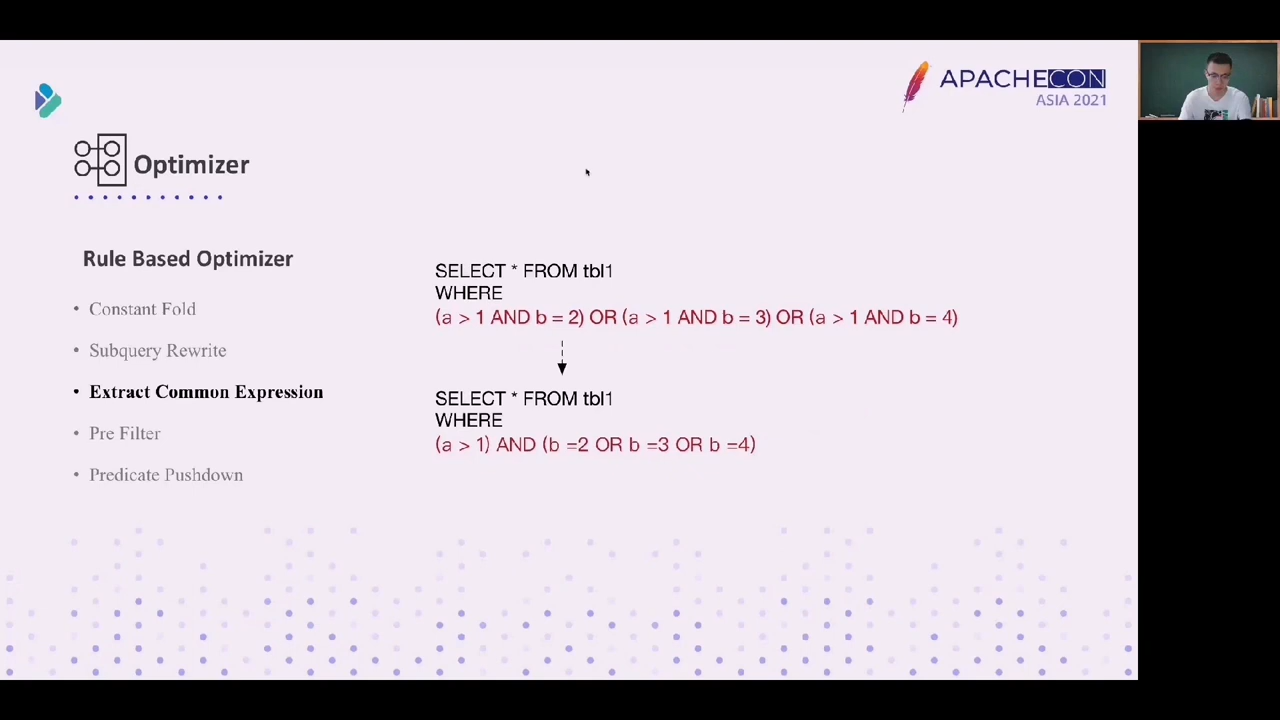 APACHECON
ASIA 2021
Optimizer
Rule Based Optimizer
• Constant Fold
• Subquery Rewrite
• Extract Common Expression
• Pre Filter
• Predicate Pushdown
SELECT * FROM tbl1
WHERE
(a > 1 AND b = 2) OR (a > 1 AND b = 3) OR (a > 1 AND b = 4)
SELECT * FROM tbl1
WHERE
(a > 1) AND (b =2 OR b =3 OR b =4)